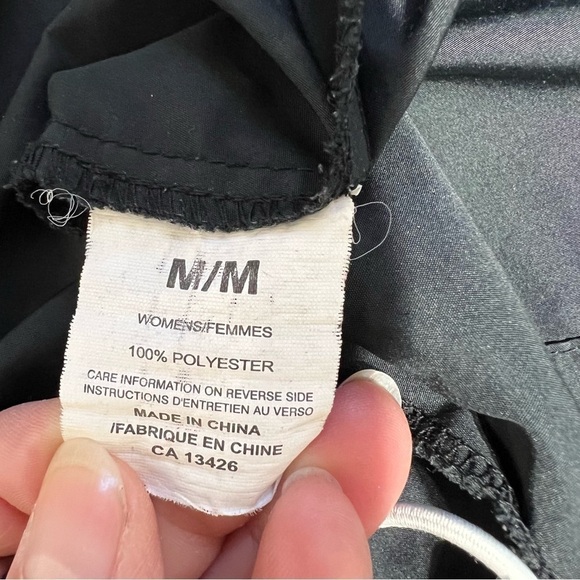 M/M
WOMENS/FEMMES
100% POLYESTER
CARE INFORMATION ON REVERSE SIDE
INSTRUCTIONS D'ENTRETIEN AU VERSO
MADE IN CHINA
/FABRIQUE EN CHINE
CA 13426